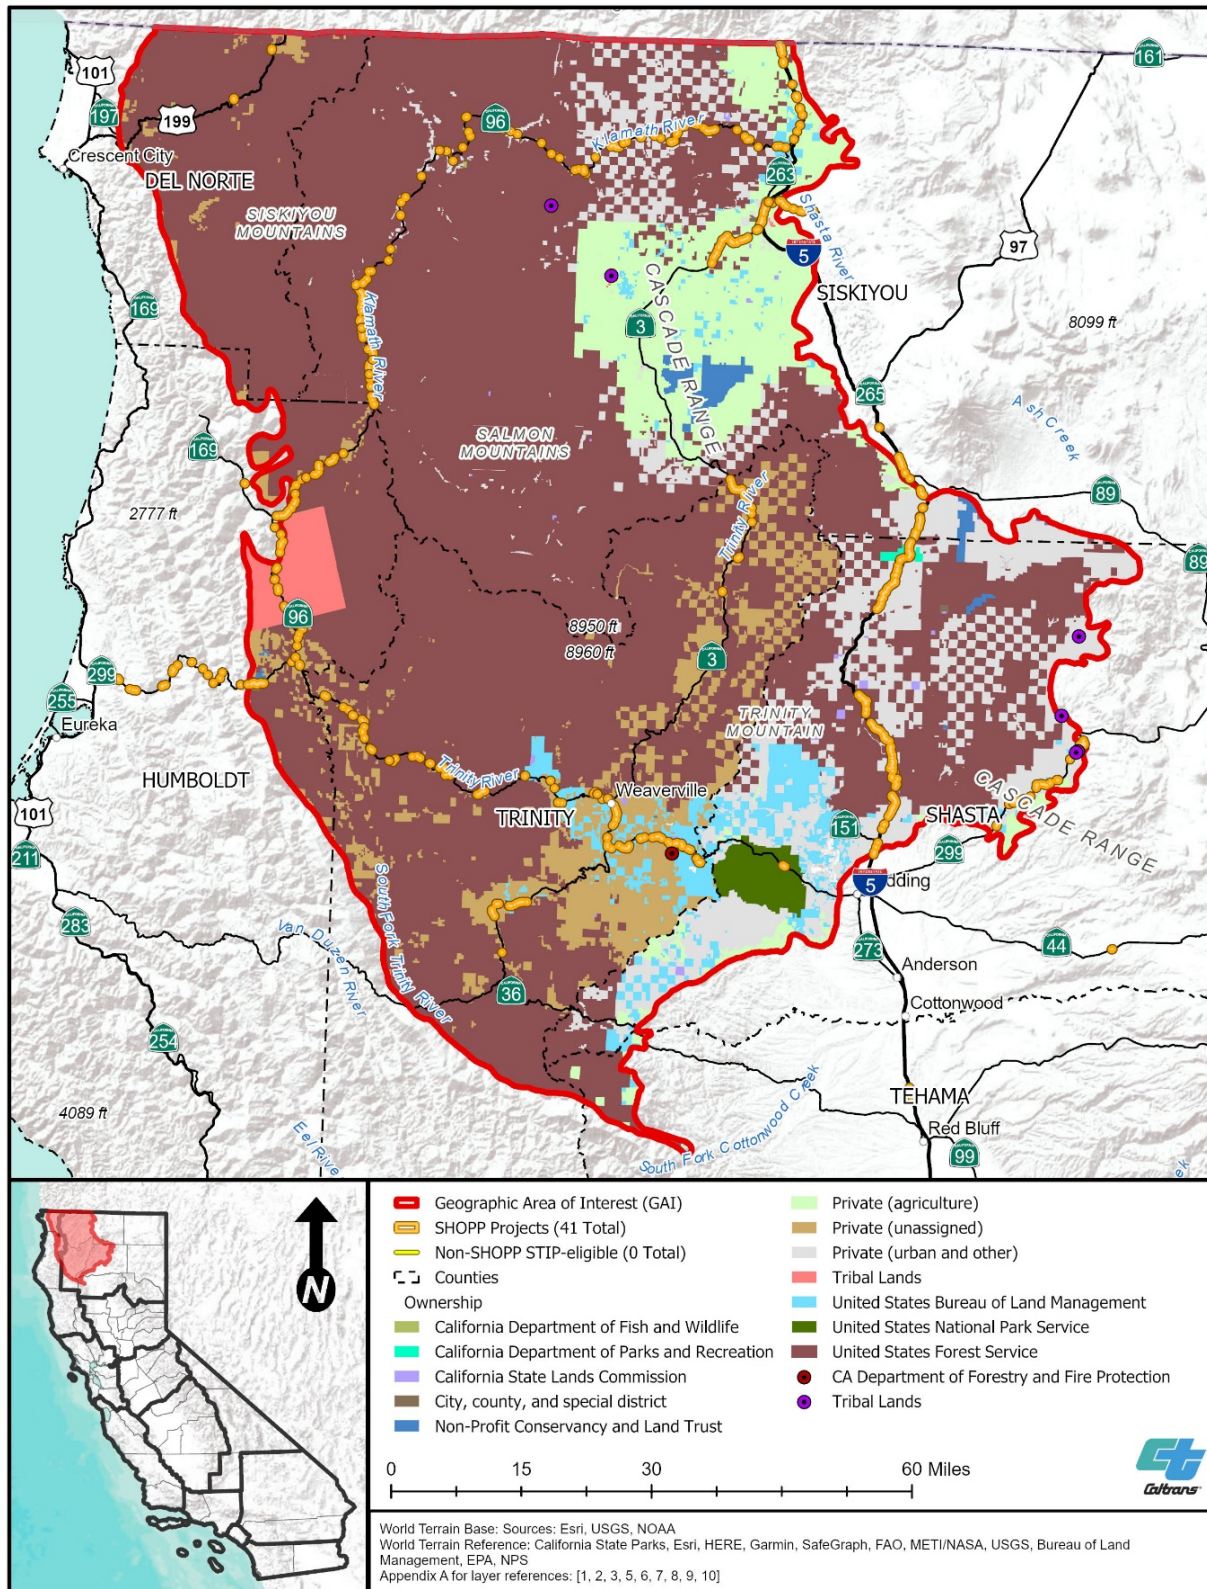 161
101
197
199
96
Klamath River
Crescent City
DEL NORTE
263
SISKIYOU
MOUNTAINS
Shasta River
97
INTERSTATE
5
CASCADE RANGE
SISKIYOU
169
Klamath River
3
8099 ft
265
Ash Creek
SALMON
MOUNTAINS
169
89
2777 ft
Trinity River
89
96
8950 ft
8960 ft
3
299
255
Eureka
TRINITY
MOUNTAIN
HUMBOLDT
Trinity River
Weaverville
CASCADE RANGE
101
TRINITY
151
SHASTA
211
299
INTERSTATE
5
dding
South Fork Trinity River
283
Van Duzen River
273
44
Anderson
36
Cottonwood
254
4089 ft
TEHAMA
Eel Rive
South Fork Cottonwood Creek
Red Bluff
99
ek
N
Geographic Area of Interest (GAI)
SHOPP Projects (41 Total)
Non-SHOPP STIP-eligible (0 Total)
Counties
Ownership
California Department of Fish and Wildlife
California Department of Parks and Recreation
California State Lands Commission
City, county, and special district
Non-Profit Conservancy and Land Trust
Private (agriculture)
Private (unassigned)
Private (urban and other)
Tribal Lands
United States Bureau of Land Management
United States National Park Service
United States Forest Service
CA Department of Forestry and Fire Protection
Tribal Lands
0 15 30 60 Miles
ct
Caltrans
World Terrain Base: Sources: Esri, USGS, NOAA
World Terrain Reference: California State Parks, Esri, HERE, Garmin, SafeGraph, FAO, METI/NASA, USGS, Bureau of Land
Management, EPA, NPS
Appendix A for layer references: [1, 2, 3, 5, 6, 7, 8, 9, 10]